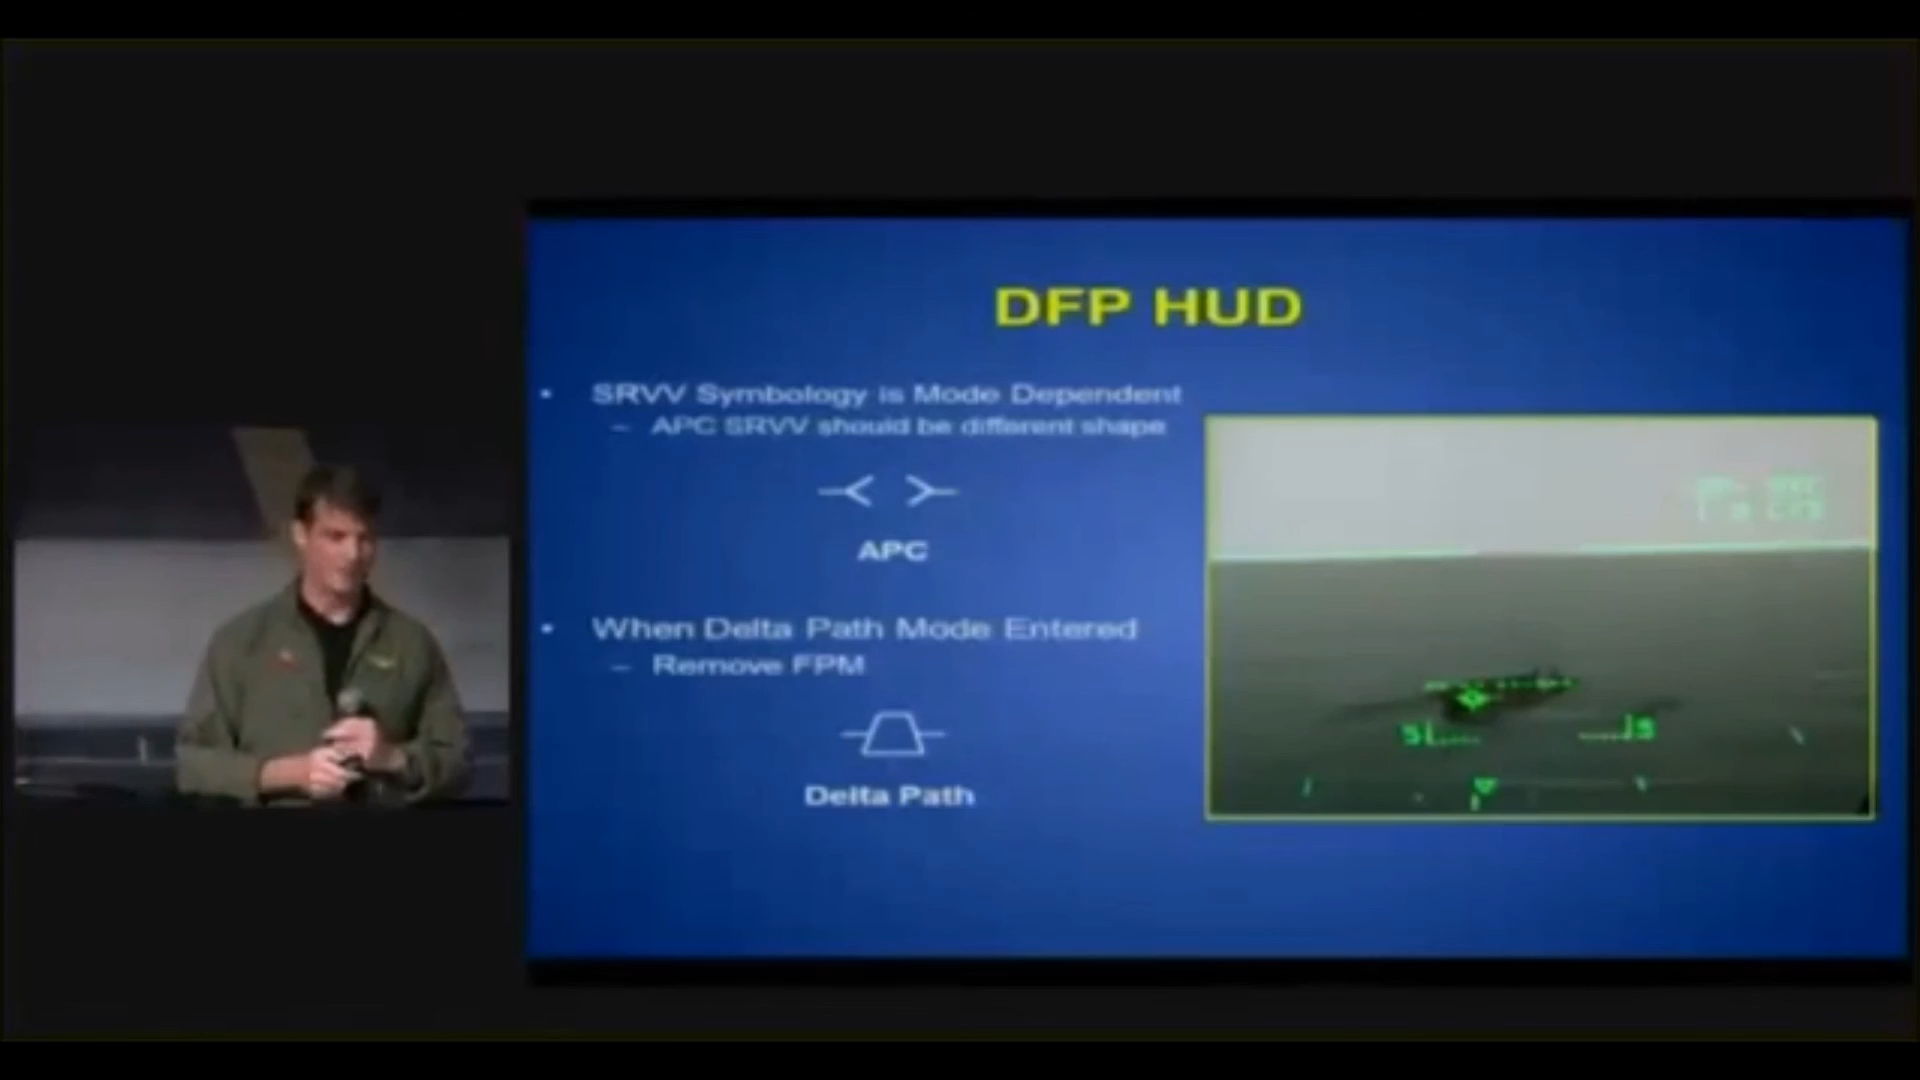 DFP HUD
• SRVV Symbology is Mode Dependent
– APC SRVV should be different shape
APC
• When Delta Path Mode Entered
– Remove FPM
Delta Path